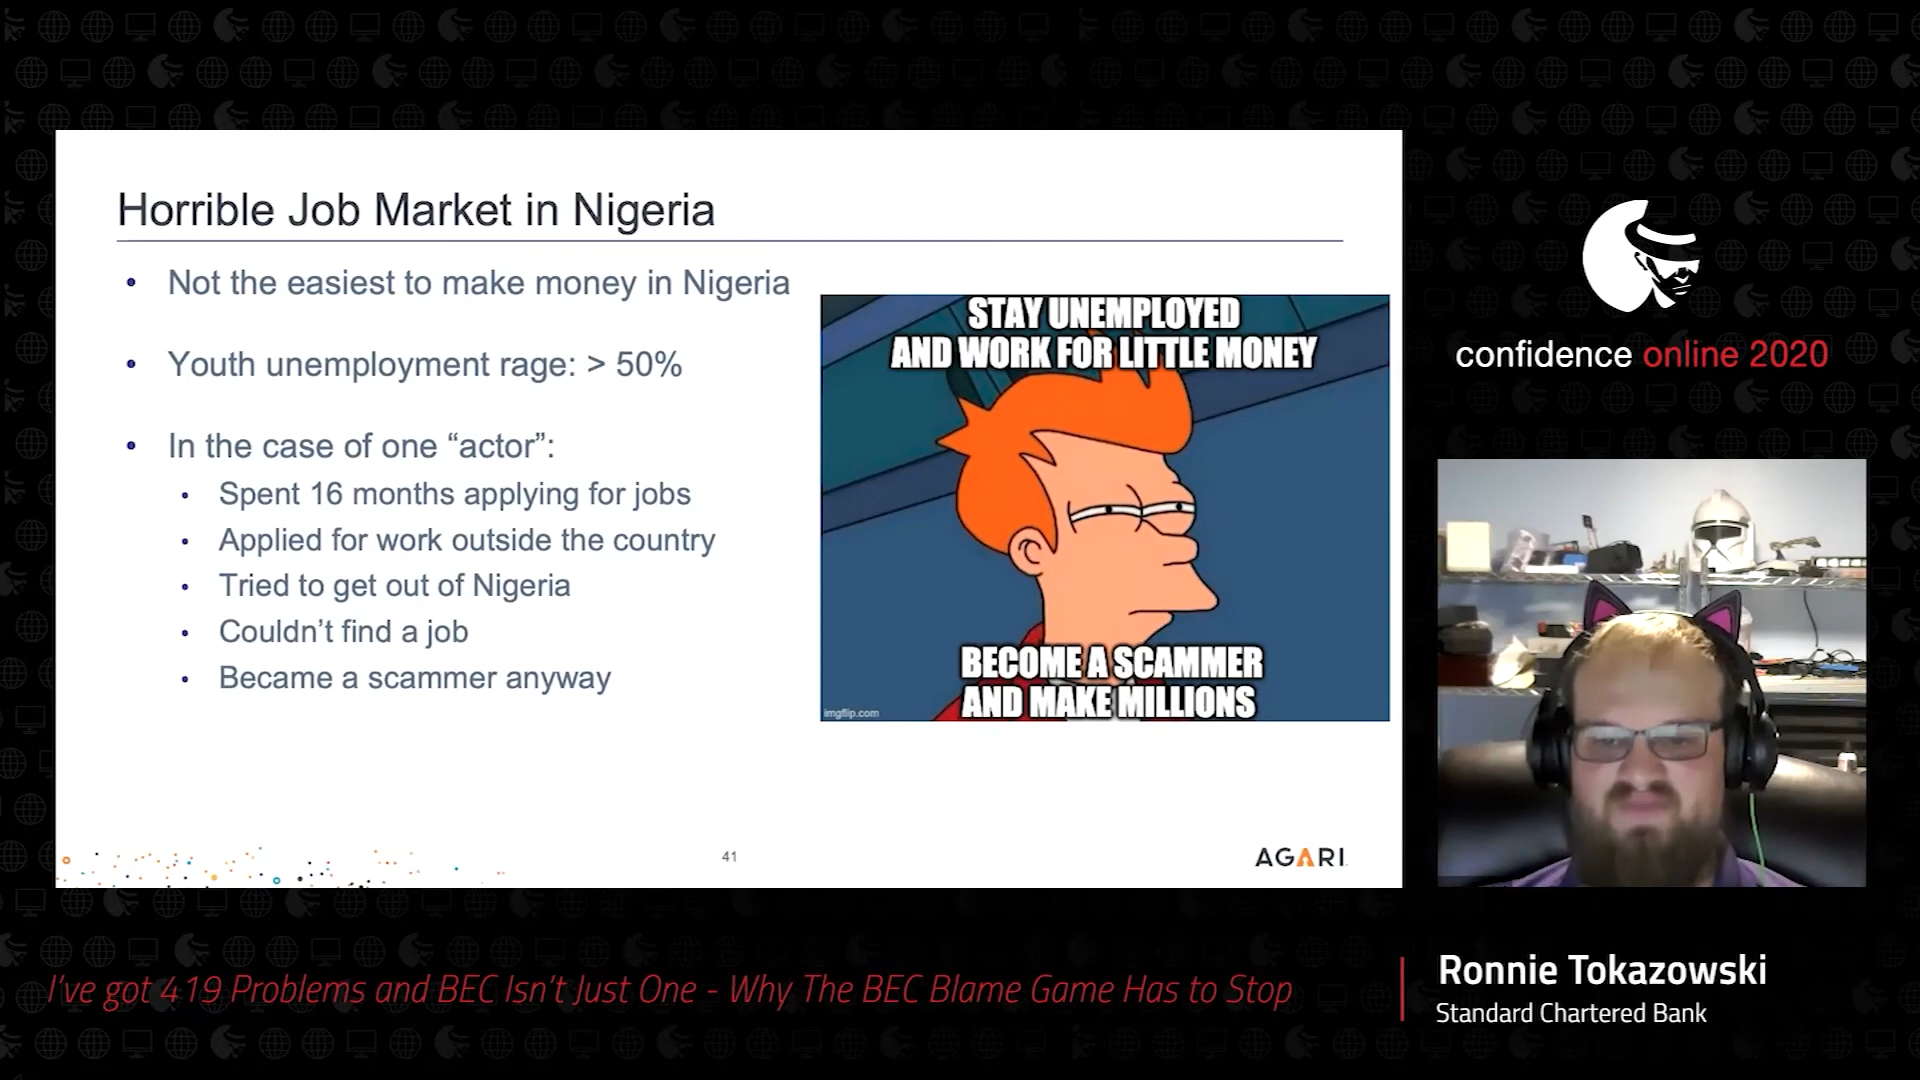 Horrible Job Market in Nigeria
• Not the easiest to make money in Nigeria
• Youth unemployment rage: > 50%
• In the case of one “actor”:
• Spent 16 months applying for jobs
• Applied for work outside the country
• Tried to get out of Nigeria
• Couldn’t find a job
• Became a scammer anyway
STAY UNEMPLOYED
AND WORK FOR LITTLE MONEY
BECOME A SCAMMER
AND MAKE MILLIONS
imgflip.com
41
AGARI
confidence online 2020
I’ve got 419 Problems and BEC Isn’t Just One - Why The BEC Blame Game Has to Stop
Ronnie Tokazowski
Standard Chartered Bank